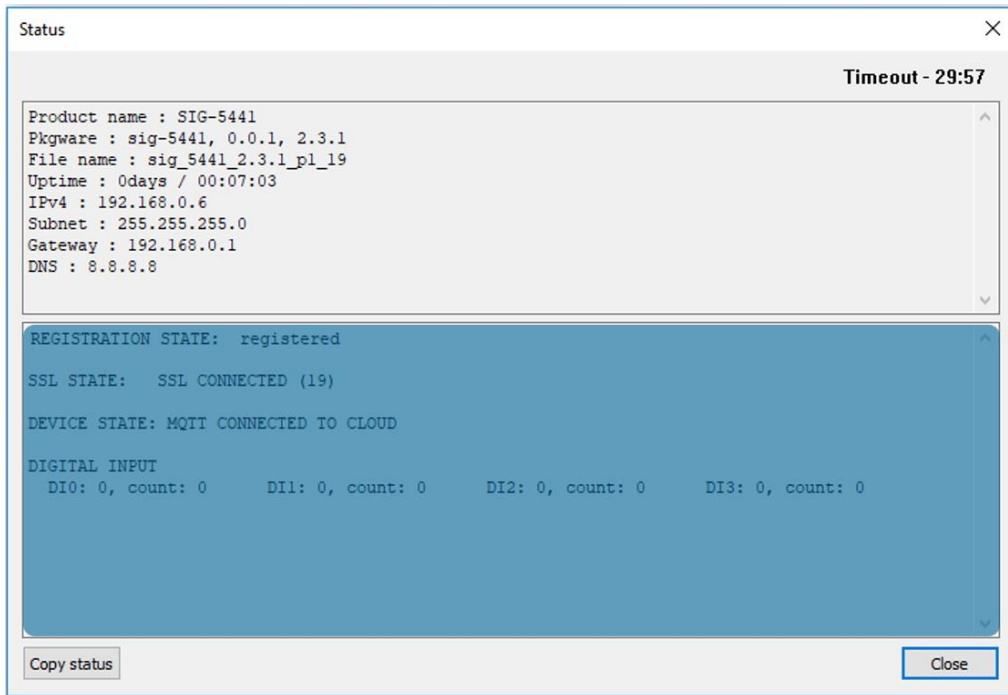 Status
Timeout - 29:57
Product name : SIG-5441
Pkgware : sig-5441, 0.0.1, 2.3.1
File name : sig_5441_2.3.1_p1_19
Uptime : 0days / 00:07:03
IPv4 : 192.168.0.6
Subnet : 255.255.255.0
Gateway : 192.168.0.1
DNS : 8.8.8.8
REGISTRATION STATE:  registered
SSL STATE:   SSL CONNECTED (19)
DEVICE STATE: MQTT CONNECTED TO CLOUD
DIGITAL INPUT
DI0: 0, count: 0      DI1: 0, count: 0      DI2: 0, count: 0      DI3: 0, count: 0
Copy status
Close